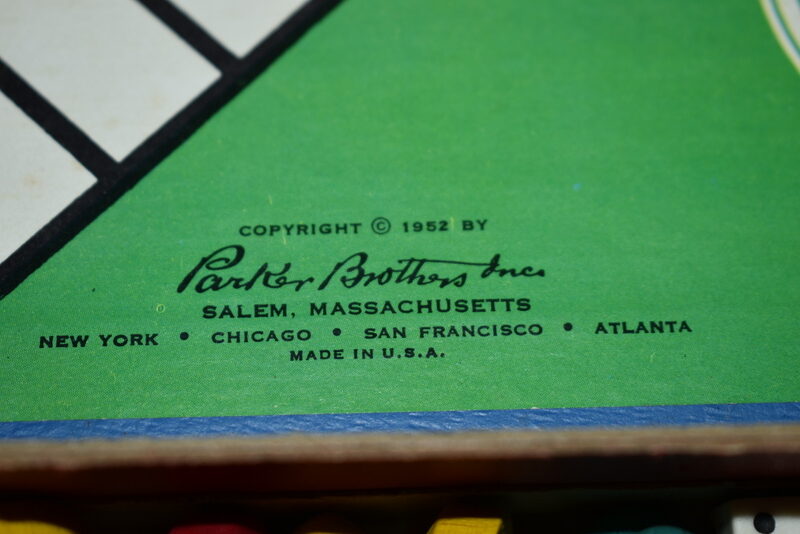 COPYRIGHT © 1952 BY
Parker Brothers Inc.
SALEM, MASSACHUSETTS
NEW YORK • CHICAGO • SAN FRANCISCO • ATLANTA
MADE IN U.S.A.